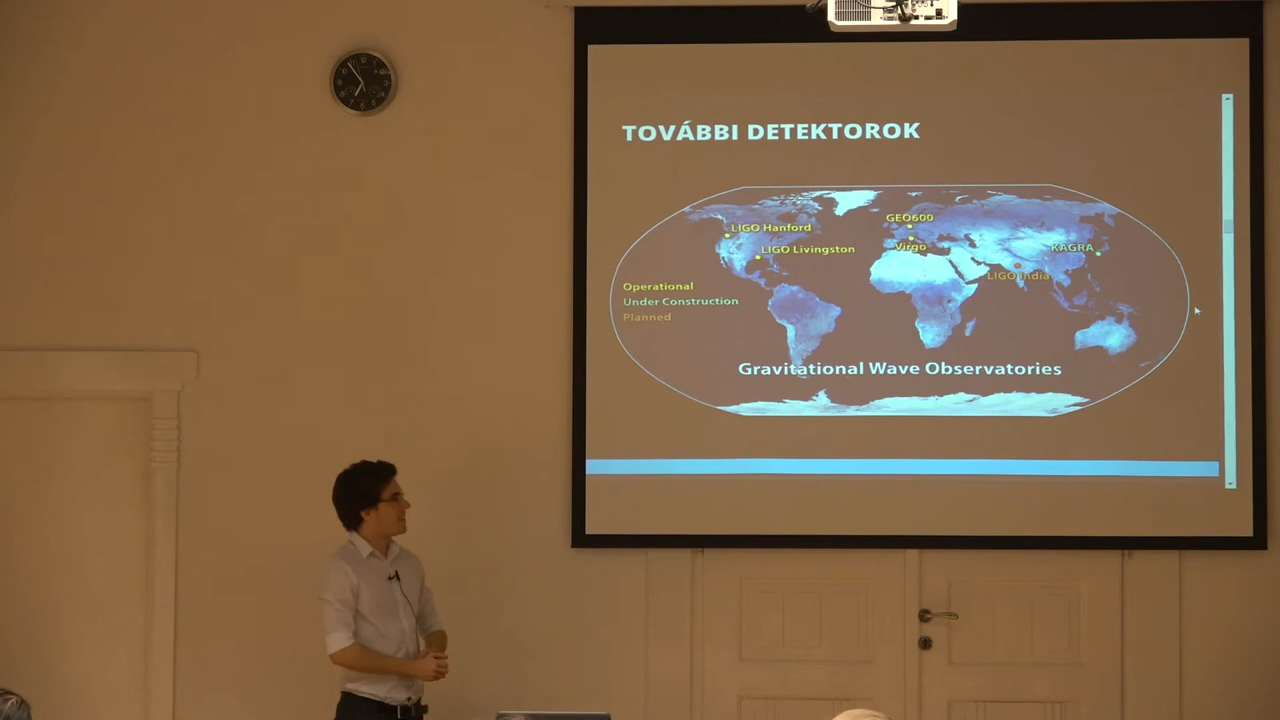 TOVÁBBI DETEKTOROK
GEO600
LIGO Hanford
Virgo
KAGRA
LIGO Livingston
LIGO India
Operational
Under Construction
Planned
Gravitational Wave Observatories